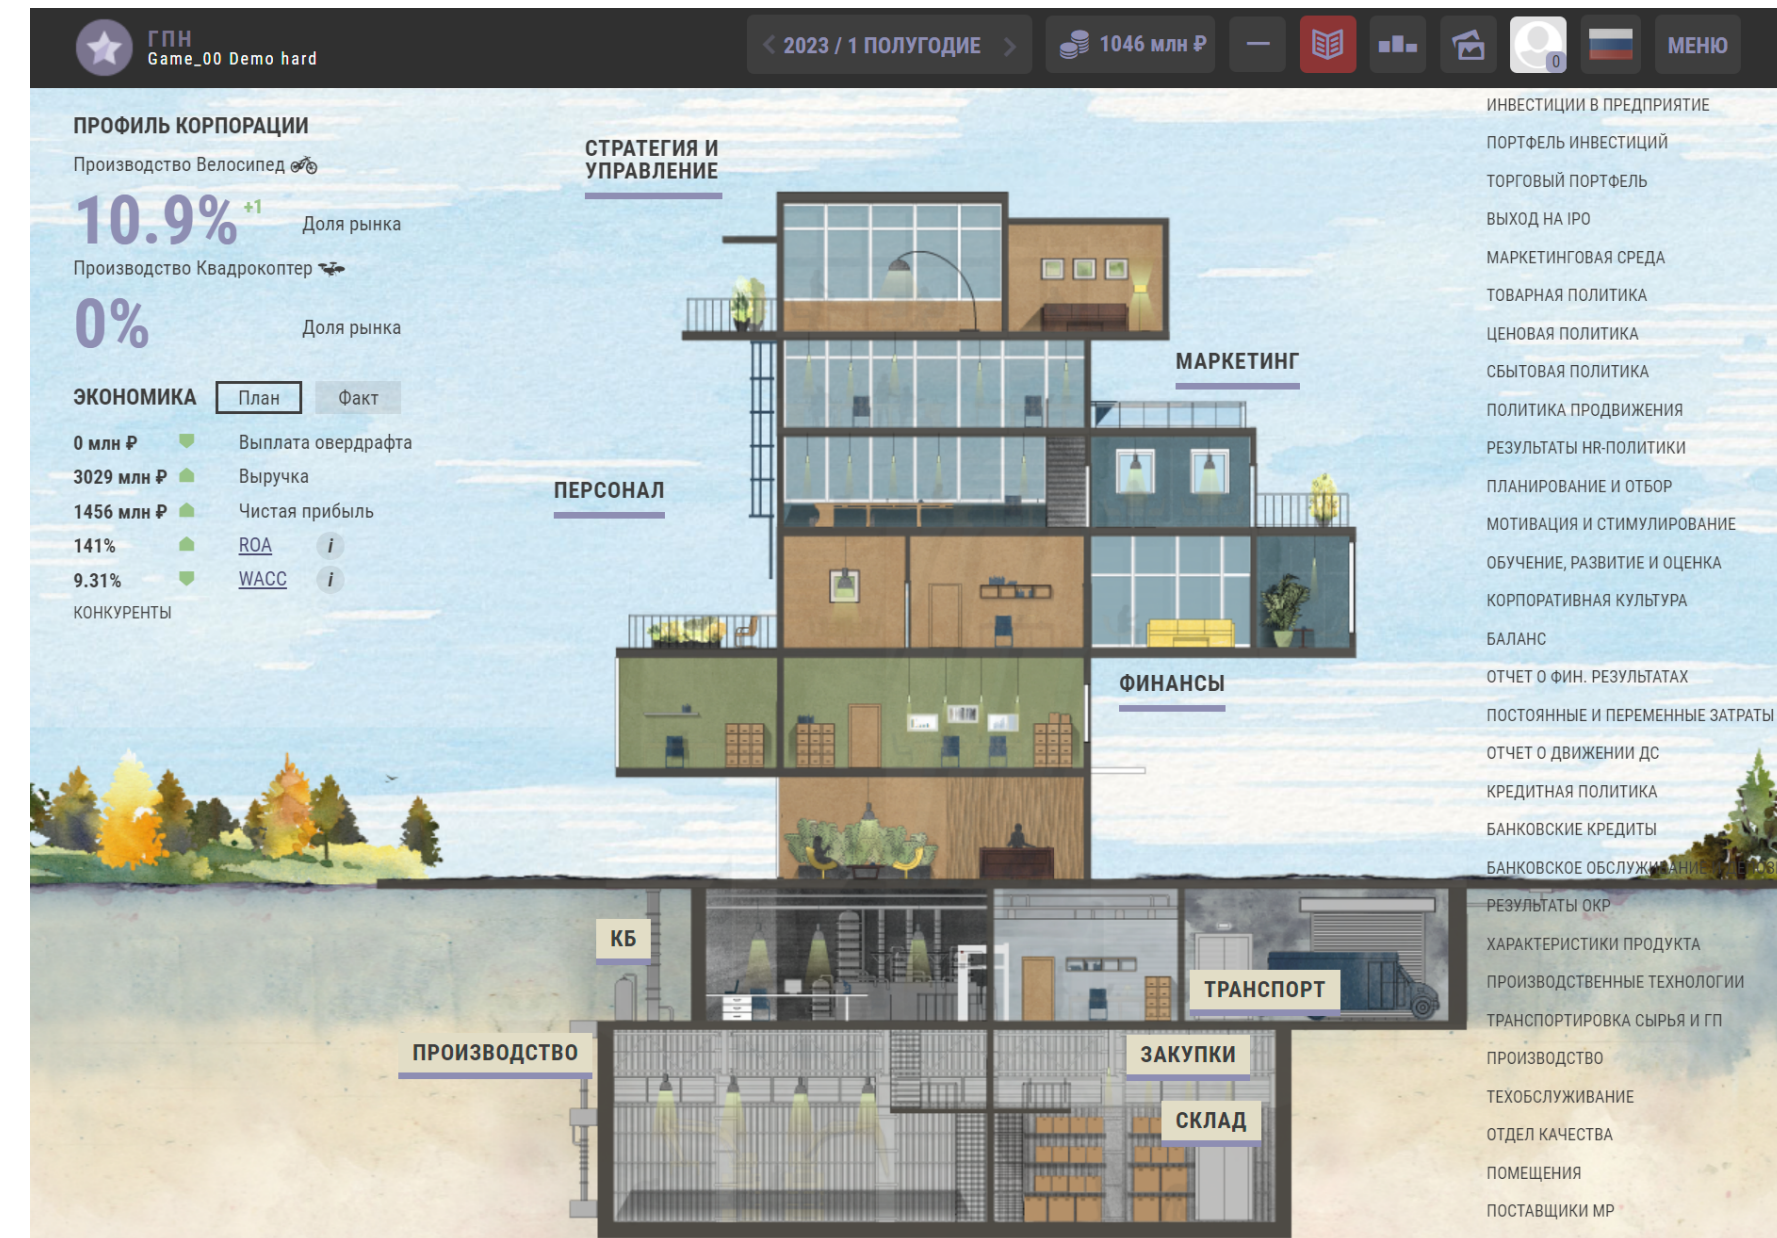 ГПН
Game_00 Demo hard
2023 / 1 ПОЛУГОДИЕ
1046 млн ₽
0
МЕНЮ
ПРОФИЛЬ КОРПОРАЦИИ
Производство Велосипед
10.9% +1 Доля рынка
Производство Квадрокоптер
0% Доля рынка
ЭКОНОМИКА План Факт
0 млн ₽ Выплата овердрафта
3029 млн ₽ Выручка
1456 млн ₽ Чистая прибыль
141% ROA i
9.31% WACC i
КОНКУРЕНТЫ
СТРАТЕГИЯ И
УПРАВЛЕНИЕ
МАРКЕТИНГ
ПЕРСОНАЛ
ФИНАНСЫ
КБ
ТРАНСПОРТ
ПРОИЗВОДСТВО
ЗАКУПКИ
СКЛАД
ИНВЕСТИЦИИ В ПРЕДПРИЯТИЕ
ПОРТФЕЛЬ ИНВЕСТИЦИЙ
ТОРГОВЫЙ ПОРТФЕЛЬ
ВЫХОД НА IPO
МАРКЕТИНГОВАЯ СРЕДА
ТОВАРНАЯ ПОЛИТИКА
ЦЕНОВАЯ ПОЛИТИКА
СБЫТОВАЯ ПОЛИТИКА
ПОЛИТИКА ПРОДВИЖЕНИЯ
РЕЗУЛЬТАТЫ HR-ПОЛИТИКИ
ПЛАНИРОВАНИЕ И ОТБОР
МОТИВАЦИЯ И СТИМУЛИРОВАНИЕ
ОБУЧЕНИЕ, РАЗВИТИЕ И ОЦЕНКА
КОРПОРАТИВНАЯ КУЛЬТУРА
БАЛАНС
ОТЧЕТ О ФИН. РЕЗУЛЬТАТАХ
ПОСТОЯННЫЕ И ПЕРЕМЕННЫЕ ЗАТРАТЫ
ОТЧЕТ О ДВИЖЕНИИ ДС
КРЕДИТНАЯ ПОЛИТИКА
БАНКОВСКИЕ КРЕДИТЫ
БАНКОВСКОЕ ОБСЛУЖИВАНИЕ
РЕЗУЛЬТАТЫ ОКР
ХАРАКТЕРИСТИКИ ПРОДУКТА
ПРОИЗВОДСТВЕННЫЕ ТЕХНОЛОГИИ
ТРАНСПОРТИРОВКА СЫРЬЯ И ГП
ПРОИЗВОДСТВО
ТЕХОБСЛУЖИВАНИЕ
ОТДЕЛ КАЧЕСТВА
ПОМЕЩЕНИЯ
ПОСТАВЩИКИ МР